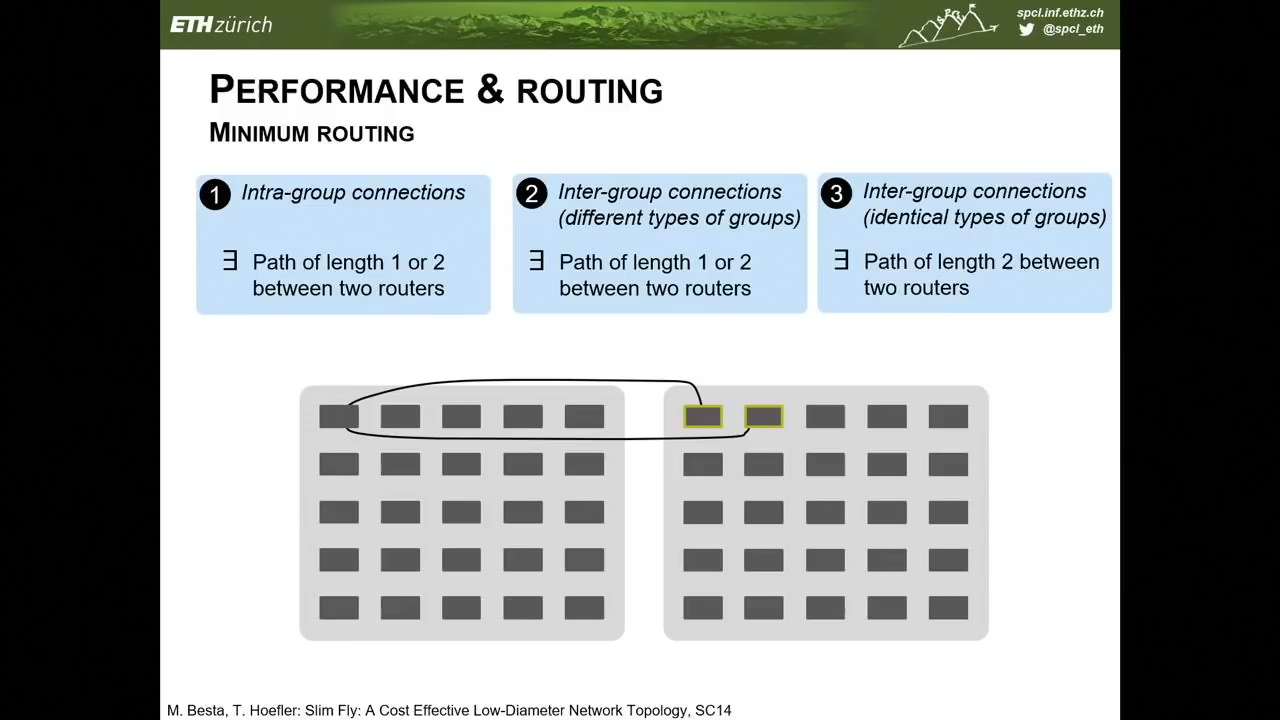 ETH zürich
spcl.inf.ethz.ch
@spcl_eth
SPCL
PERFORMANCE & ROUTING
MINIMUM ROUTING
1 Intra-group connections
∃ Path of length 1 or 2
between two routers
2 Inter-group connections
(different types of groups)
∃ Path of length 1 or 2
between two routers
3 Inter-group connections
(identical types of groups)
∃ Path of length 2 between
two routers
M. Besta, T. Hoefler: Slim Fly: A Cost Effective Low-Diameter Network Topology, SC14